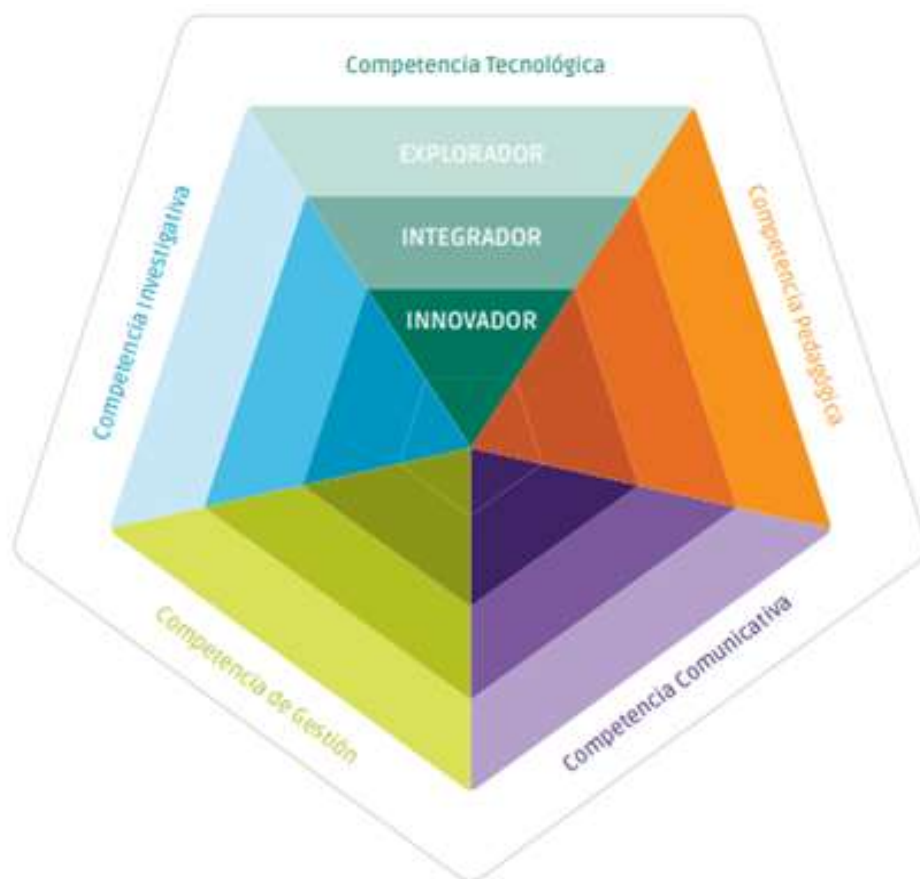 Competencia Tecnológica
EXPLORADOR
INTEGRADOR
INNOVADOR
Competencia Pedagógica
Competencia Comunicativa
Competencia de Gestión
Competencia Investigativa